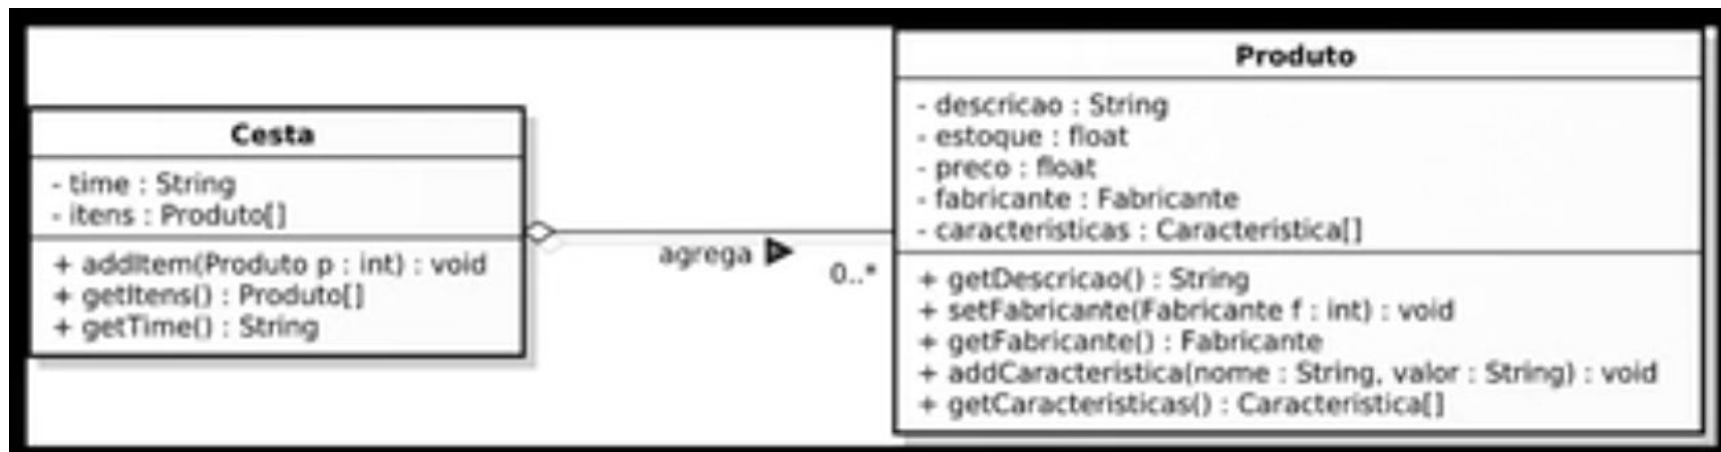 Cesta
- time : String
- itens : Produto[]
+ addItem(Produto p : int) : void
+ getItens() : Produto[]
+ getTime() : String
agrega
0..*
Produto
- descricao : String
- estoque : float
- preco : float
- fabricante : Fabricante
- caracteristicas : Caracteristica[]
+ getDescricao() : String
+ setFabricante(Fabricante f : int) : void
+ getFabricante() : Fabricante
+ addCaracteristica(nome : String, valor : String) : void
+ getCaracteristicas() : Caracteristica[]